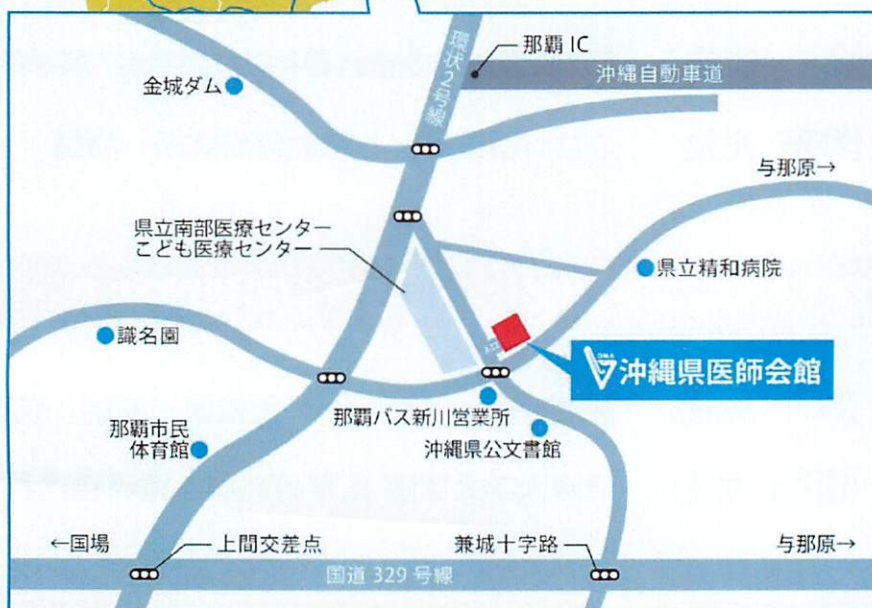 那覇 IC
環状2号線
沖縄自動車道
金城ダム
与那原→
県立南部医療センター
こども医療センター
県立精和病院
識名園
入口
沖縄県医師会館
那覇バス新川営業所
那覇市民
体育館
沖縄県公文書館
←国場
上間交差点
兼城十字路
与那原→
国道 329 号線